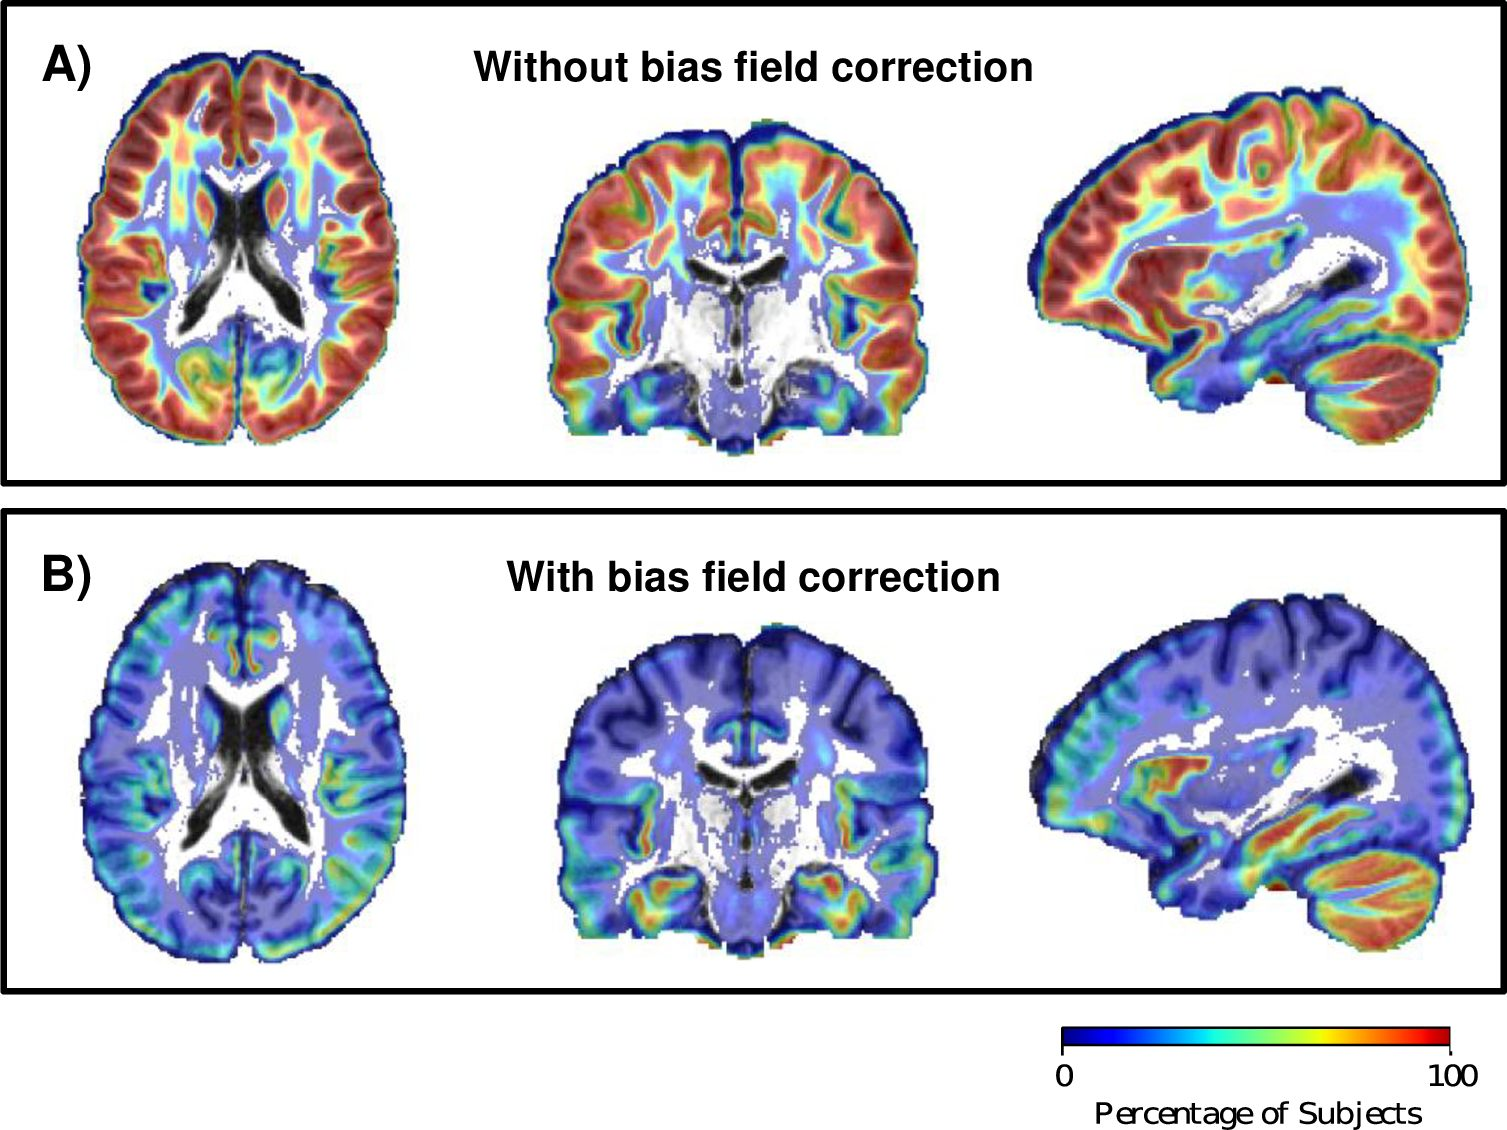 A)
Without bias field correction
B)
With bias field correction
0 100
Percentage of Subjects